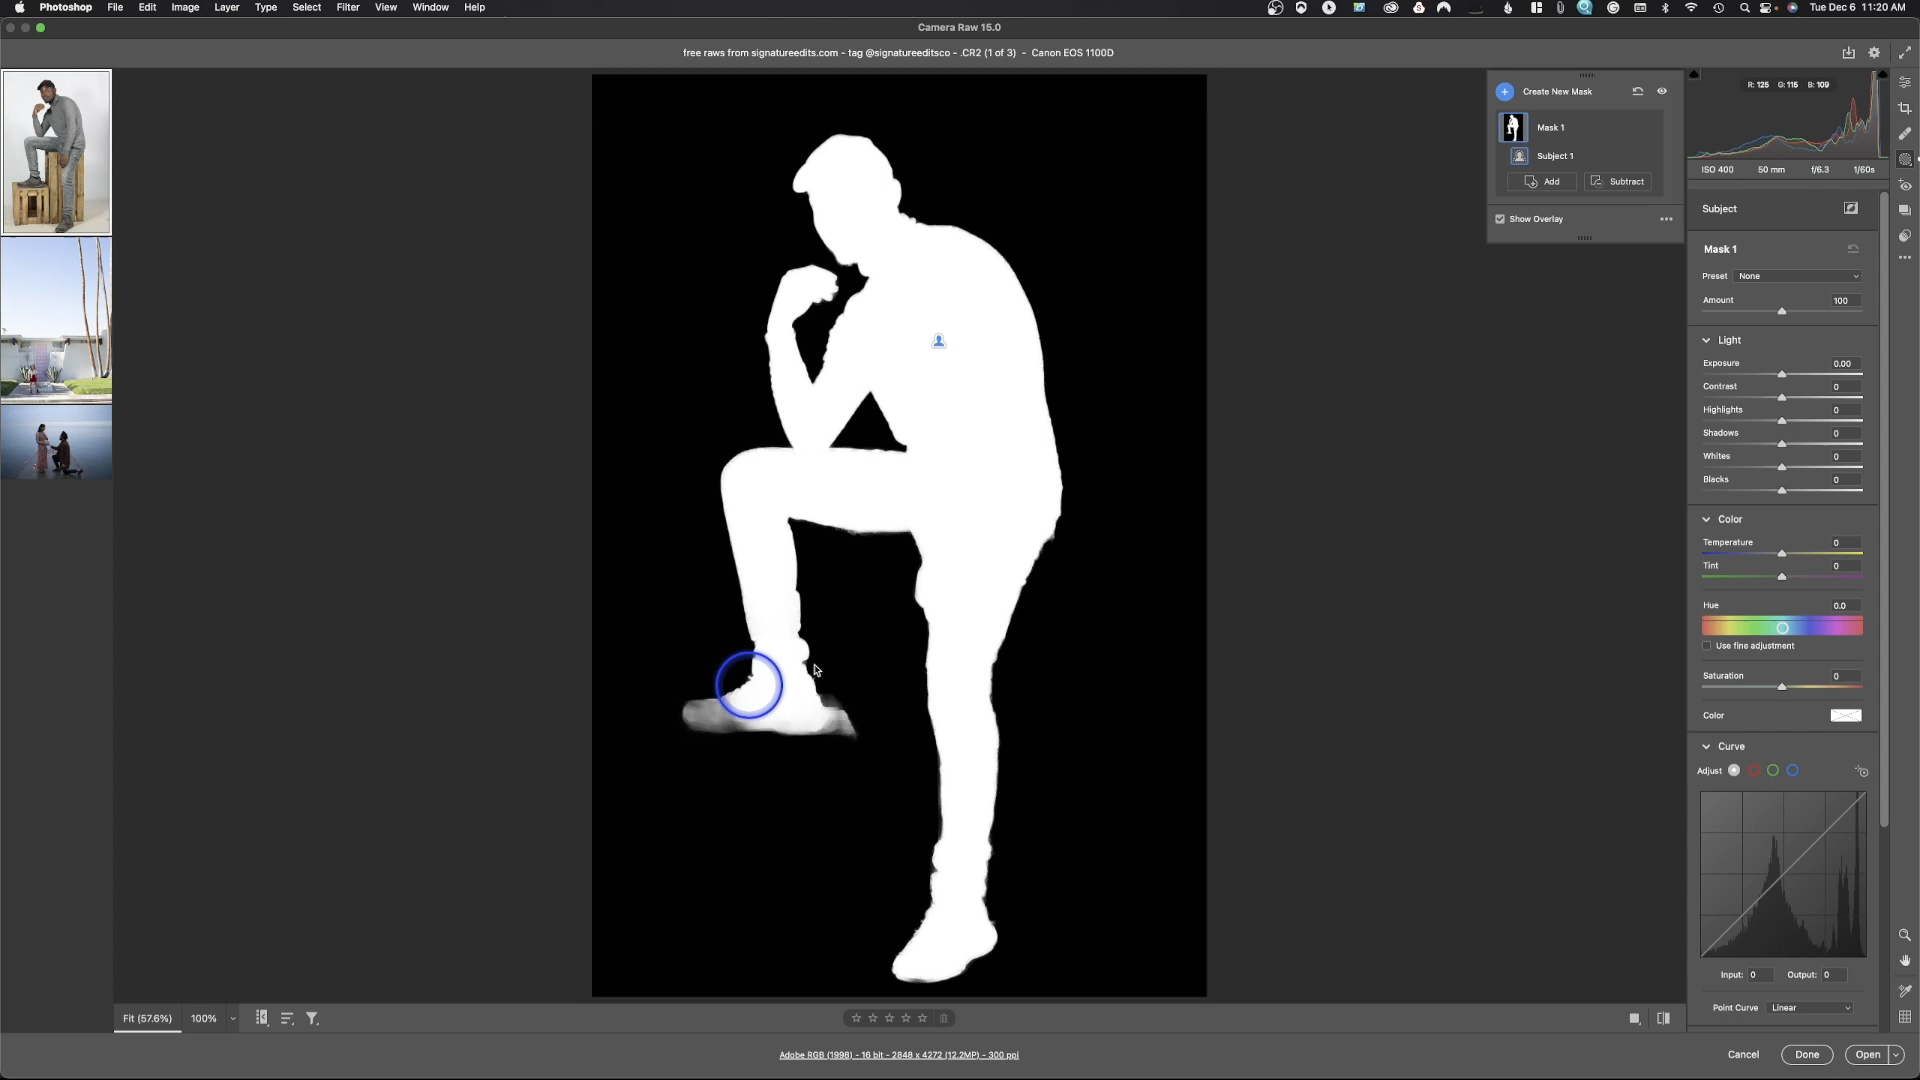 Photoshop File Edit Image Layer Type Select Filter View Window Help Tue Dec 6 11:20 AM
Camera Raw 15.0
free raws from signatureedits.com - tag @signatureeditsco - .CR2 (1 of 3) - Canon EOS 1100D
R: 125 G: 115 B: 109
Create New Mask
Mask 1
Subject 1
Add Subtract
Show Overlay
ISO 400 50 mm f/6.3 1/60s
Subject
Mask 1
Preset None
Amount 100
Light
Exposure 0.00
Contrast 0
Highlights 0
Shadows 0
Whites 0
Blacks 0
Color
Temperature 0
Tint 0
Hue 0.0
Use fine adjustment
Saturation 0
Color
Curve
Adjust
Input: 0 Output: 0
Point Curve Linear
Fit (57.6%) 100%
Adobe RGB (1998) - 16 bit - 2848 x 4272 (12.2MP) - 300 ppi
Cancel Done Open